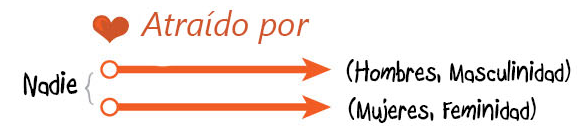 Atraído por
Nadie
(Hombres, Masculinidad)
(Mujeres, Feminidad)